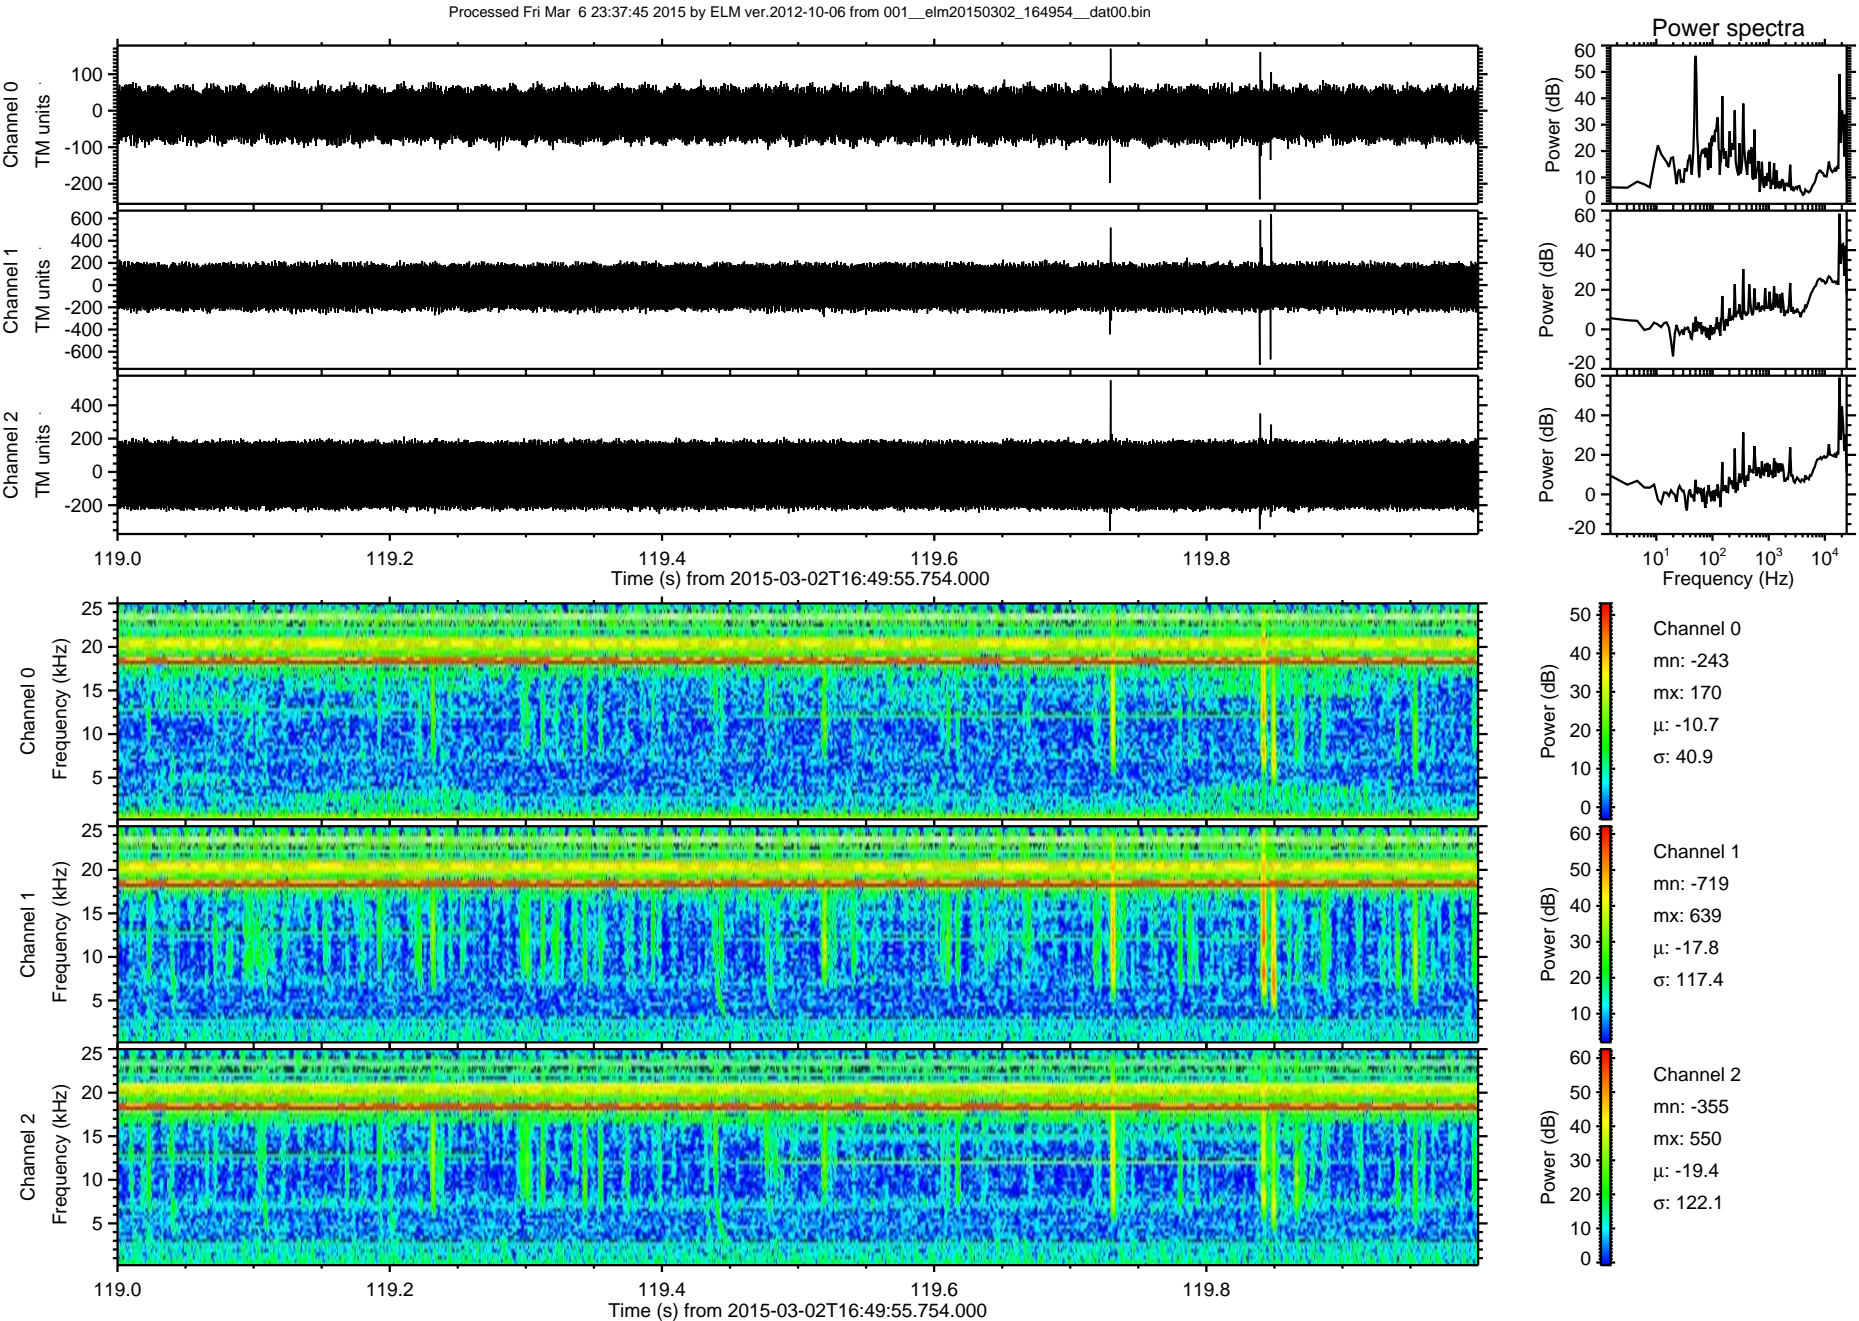 Processed Fri Mar 6 23:37:45 2015 by ELM ver.2012-10-06 from 001__elm20150302_164954__dat00.bin
Power spectra
Channel 0
TM units
100
0
-100
-200
Power (dB)
60
50
40
30
20
10
0
Channel 1
TM units
600
400
200
0
-200
-400
-600
Power (dB)
60
40
20
0
-20
Channel 2
TM units
400
200
0
-200
Power (dB)
60
40
20
0
-20
119.0 119.2 119.4 119.6 119.8
Time (s) from 2015-03-02T16:49:55.754.000
10^1 10^2 10^3 10^4
Frequency (Hz)
Channel 0
Frequency (kHz)
25
20
15
10
5
Power (dB)
50
40
30
20
10
0
Channel 0
mn: -243
mx: 170
µ: -10.7
σ: 40.9
Channel 1
Frequency (kHz)
25
20
15
10
5
Power (dB)
60
50
40
30
20
10
Channel 1
mn: -719
mx: 639
µ: -17.8
σ: 117.4
Channel 2
Frequency (kHz)
25
20
15
10
5
Power (dB)
60
50
40
30
20
10
0
Channel 2
mn: -355
mx: 550
µ: -19.4
σ: 122.1
119.0 119.2 119.4 119.6 119.8
Time (s) from 2015-03-02T16:49:55.754.000